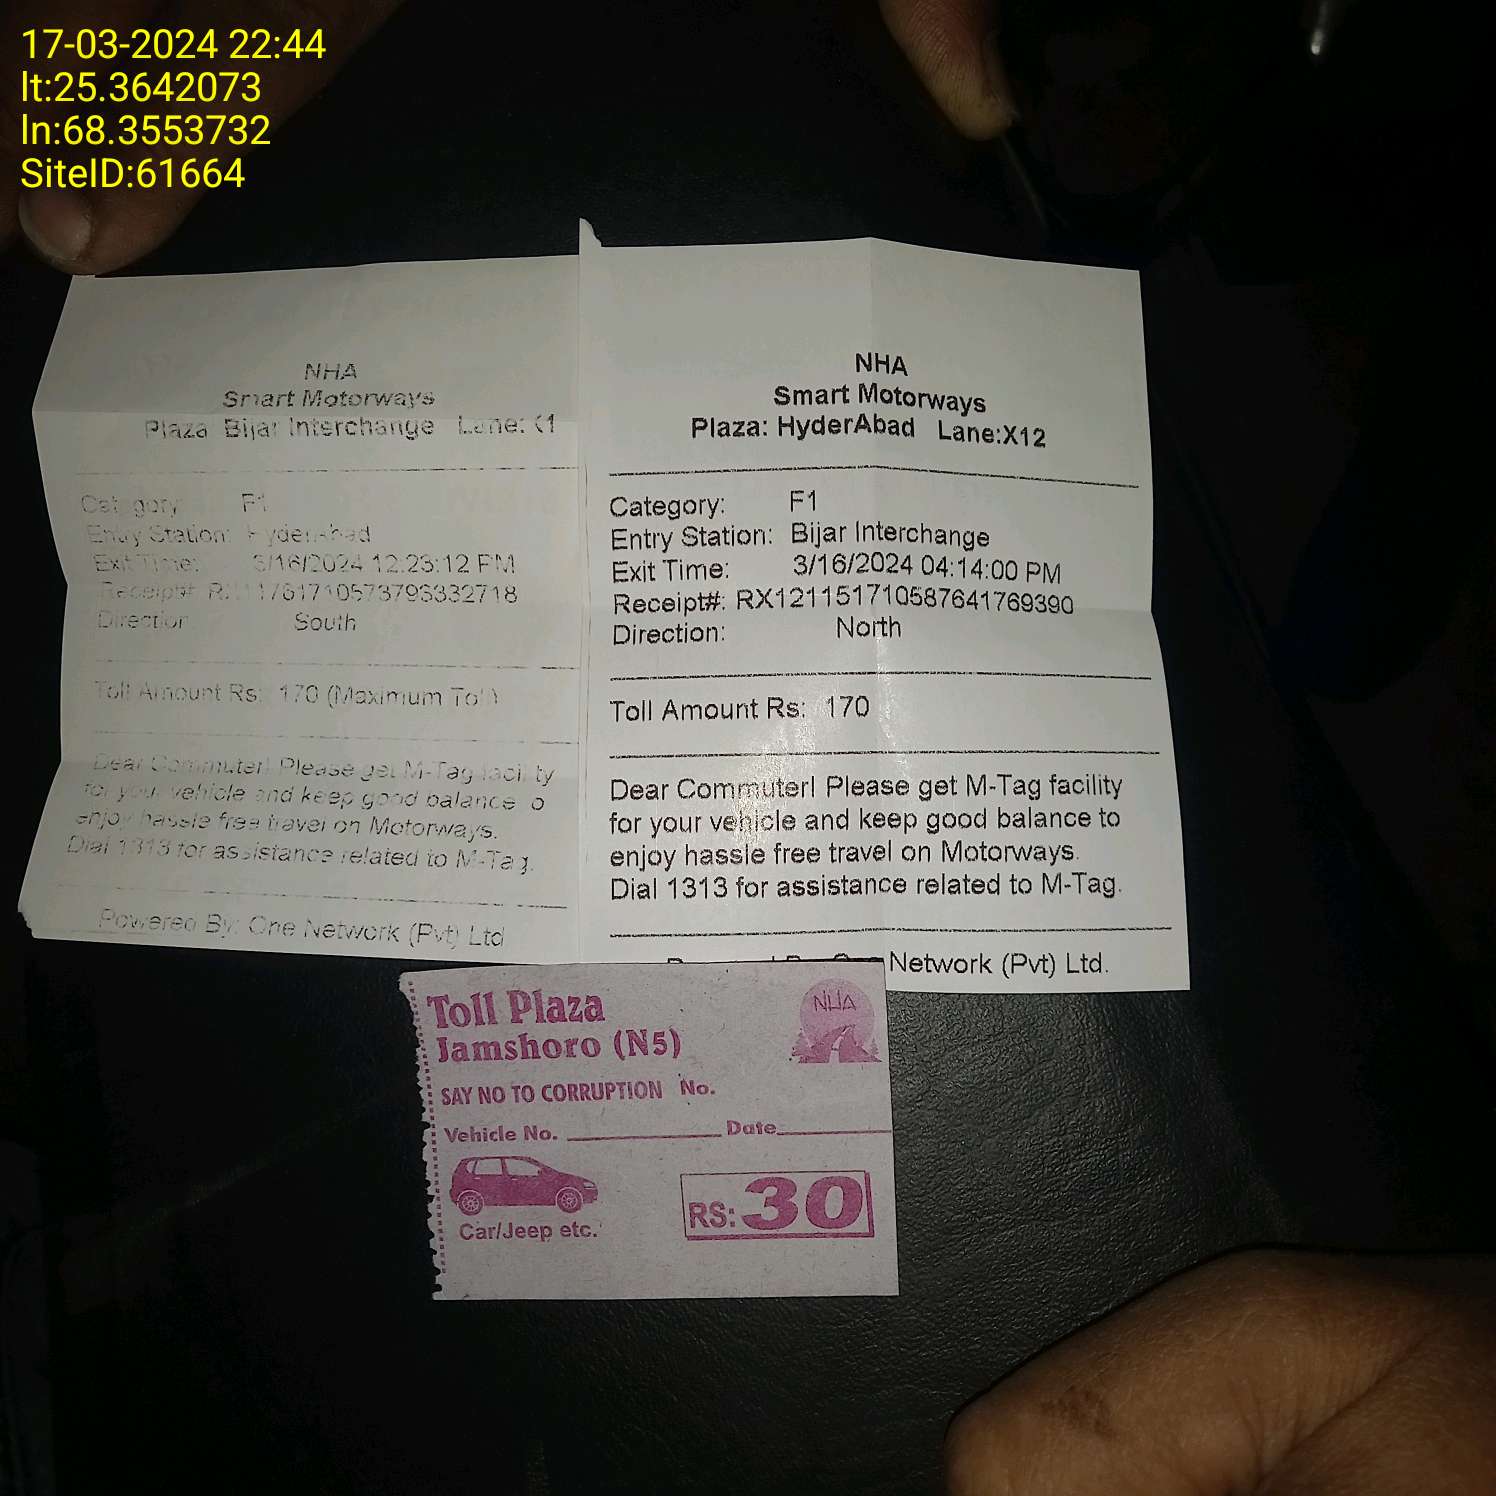 17-03-2024 22:44
lt:25.3642073
ln:68.3553732
SiteID:61664
NHA
Smart Motorways
Plaza Bijar Interchange Lane:
Category F1
Entry Station:
Exit Time: 3/16/2024 12:23:12 PM
Receipt#:
Direction South
Toll Amount Rs: 170 (Maximum Toll)
Dear Commuter! Please get M-Tag facility
for your vehicle and keep good balance to
enjoy hassle free travel on Motorways.
Dial 1313 for assistance related to M-Tag.
Powered By: One Network (Pvt) Ltd
NHA
Smart Motorways
Plaza: HyderAbad Lane:X12
Category: F1
Entry Station: Bijar Interchange
Exit Time: 3/16/2024 04:14:00 PM
Receipt#: RX121151710587641769390
Direction: North
Toll Amount Rs: 170
Dear Commuter! Please get M-Tag facility
for your vehicle and keep good balance to
enjoy hassle free travel on Motorways.
Dial 1313 for assistance related to M-Tag.
Network (Pvt) Ltd.
Toll Plaza
Jamshoro (N5)
NHA
SAY NO TO CORRUPTION No.
Vehicle No. Date
Car/Jeep etc.
RS:30